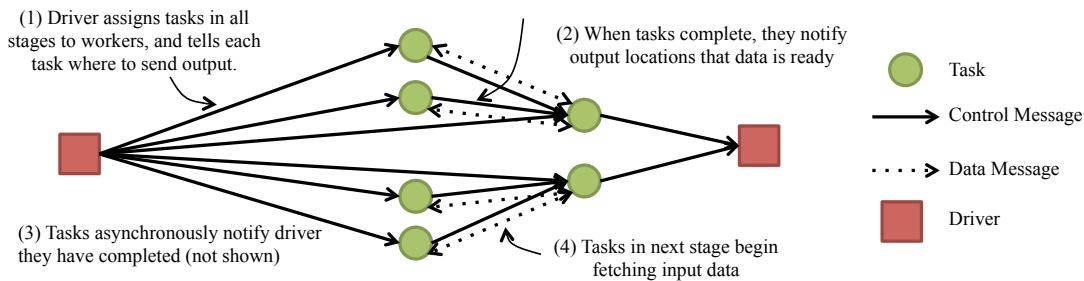 (1) Driver assigns tasks in all
stages to workers, and tells each
task where to send output.
(2) When tasks complete, they notify
output locations that data is ready
(3) Tasks asynchronously notify driver
they have completed (not shown)
(4) Tasks in next stage begin
fetching input data
Task
Control Message
Data Message
Driver